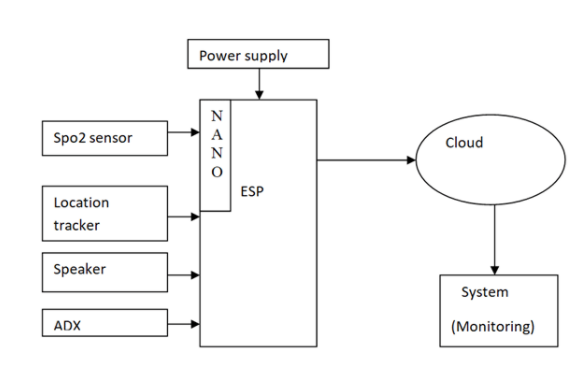 Power supply
N
A
N
O
Spo2 sensor
Cloud
ESP
Location
tracker
Speaker
System
(Monitoring)
ADX